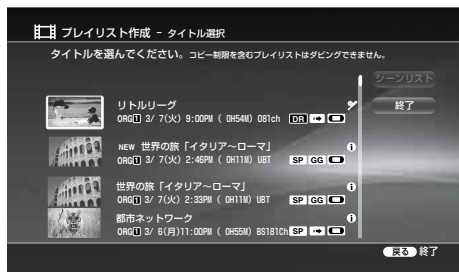 プレイリスト作成 - タイトル選択
タイトルを選んでください。コピー制限を含むプレイリストはダビングできません。
シーンリスト
終了
リトルリーグ
ORG1 3/ 7(火) 9:00PM ( 0H54M) 081ch DR
NEW 世界の旅「イタリア～ローマ」
ORG1 3/ 7(火) 2:46PM ( 0H11M) UBT SP GG
世界の旅「イタリア～ローマ」
ORG1 3/ 7(火) 2:33PM ( 0H11M) UBT SP GG
都市ネットワーク
ORG1 3/ 6(月)11:00PM ( 0H55M) BS181Ch SP
戻る 終了